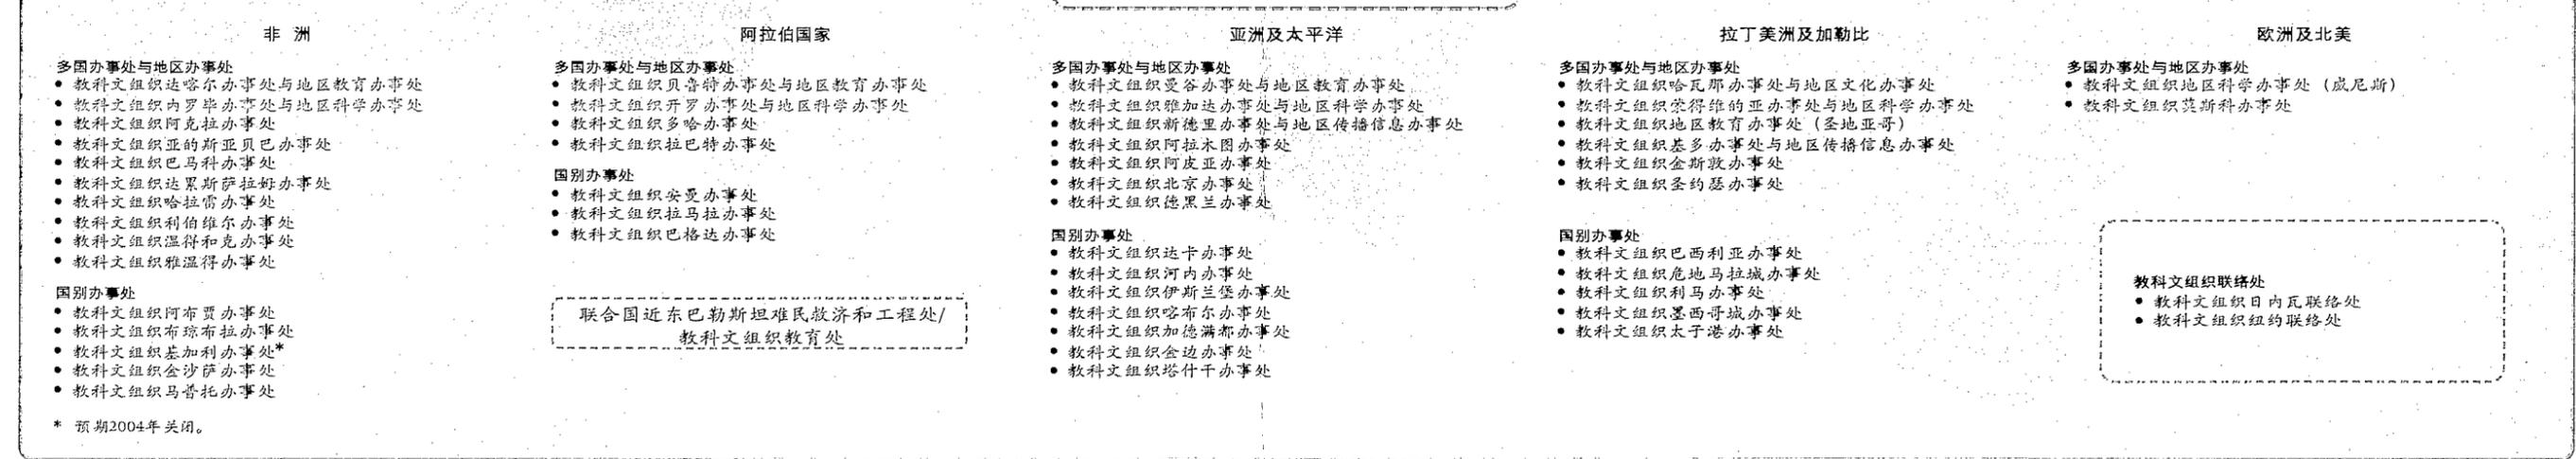 非 洲
多国办事处与地区办事处
• 教科文组织达喀尔办事处与地区教育办事处
• 教科文组织内罗毕办事处与地区科学办事处
• 教科文组织阿克拉办事处
• 教科文组织亚的斯亚贝巴办事处
• 教科文组织巴马科办事处
• 教科文组织达累斯萨拉姆办事处
• 教科文组织哈拉雷办事处
• 教科文组织利伯维尔办事处
• 教科文组织温得和克办事处
• 教科文组织雅温得办事处
国别办事处
• 教科文组织阿布贾办事处
• 教科文组织布琼布拉办事处
• 教科文组织基加利办事处*
• 教科文组织金沙萨办事处
• 教科文组织马普托办事处
* 预期2004年关闭。
阿拉伯国家
多国办事处与地区办事处
• 教科文组织贝鲁特办事处与地区教育办事处
• 教科文组织开罗办事处与地区科学办事处
• 教科文组织多哈办事处
• 教科文组织拉巴特办事处
国别办事处
• 教科文组织安曼办事处
• 教科文组织拉马拉办事处
• 教科文组织巴格达办事处
联合国近东巴勒斯坦难民救济和工程处/
教科文组织教育处
亚洲及太平洋
多国办事处与地区办事处
• 教科文组织曼谷办事处与地区教育办事处
• 教科文组织雅加达办事处与地区科学办事处
• 教科文组织新德里办事处与地区传播信息办事处
• 教科文组织阿拉木图办事处
• 教科文组织阿皮亚办事处
• 教科文组织北京办事处
• 教科文组织德黑兰办事处
国别办事处
• 教科文组织达卡办事处
• 教科文组织河内办事处
• 教科文组织伊斯兰堡办事处
• 教科文组织喀布尔办事处
• 教科文组织加德满都办事处
• 教科文组织金边办事处
• 教科文组织塔什干办事处
拉丁美洲及加勒比
多国办事处与地区办事处
• 教科文组织哈瓦那办事处与地区文化办事处
• 教科文组织蒙得维的亚办事处与地区科学办事处
• 教科文组织地区教育办事处（圣地亚哥）
• 教科文组织基多办事处与地区传播信息办事处
• 教科文组织金斯敦办事处
• 教科文组织圣约瑟办事处
国别办事处
• 教科文组织巴西利亚办事处
• 教科文组织危地马拉城办事处
• 教科文组织利马办事处
• 教科文组织墨西哥城办事处
• 教科文组织太子港办事处
欧洲及北美
多国办事处与地区办事处
• 教科文组织地区科学办事处（威尼斯）
• 教科文组织莫斯科办事处
教科文组织联络处
• 教科文组织日内瓦联络处
• 教科文组织纽约联络处